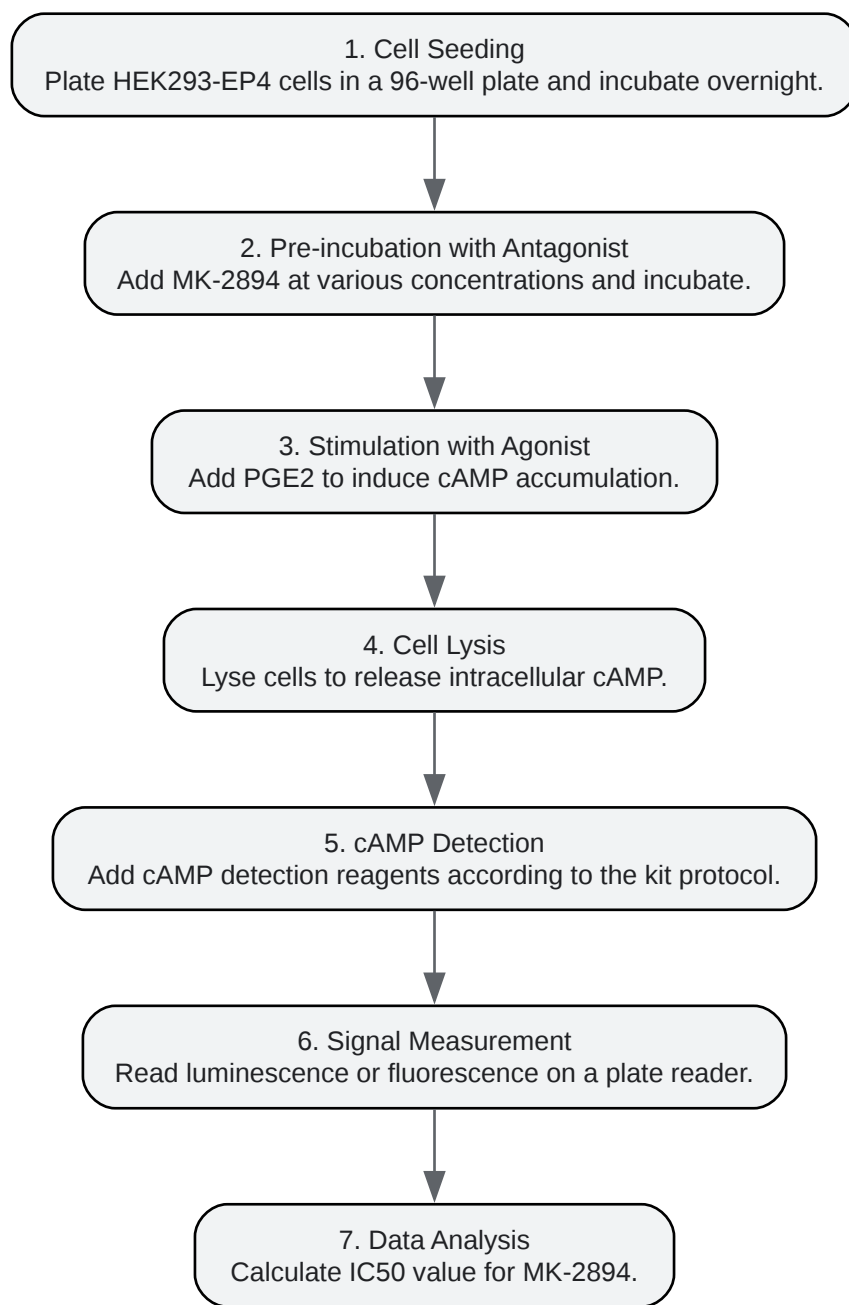 1. Cell Seeding
Plate HEK293-EP4 cells in a 96-well plate and incubate overnight.
2. Pre-incubation with Antagonist
Add MK-2894 at various concentrations and incubate.
3. Stimulation with Agonist
Add PGE2 to induce cAMP accumulation.
4. Cell Lysis
Lyse cells to release intracellular cAMP.
5. cAMP Detection
Add cAMP detection reagents according to the kit protocol.
6. Signal Measurement
Read luminescence or fluorescence on a plate reader.
7. Data Analysis
Calculate IC50 value for MK-2894.